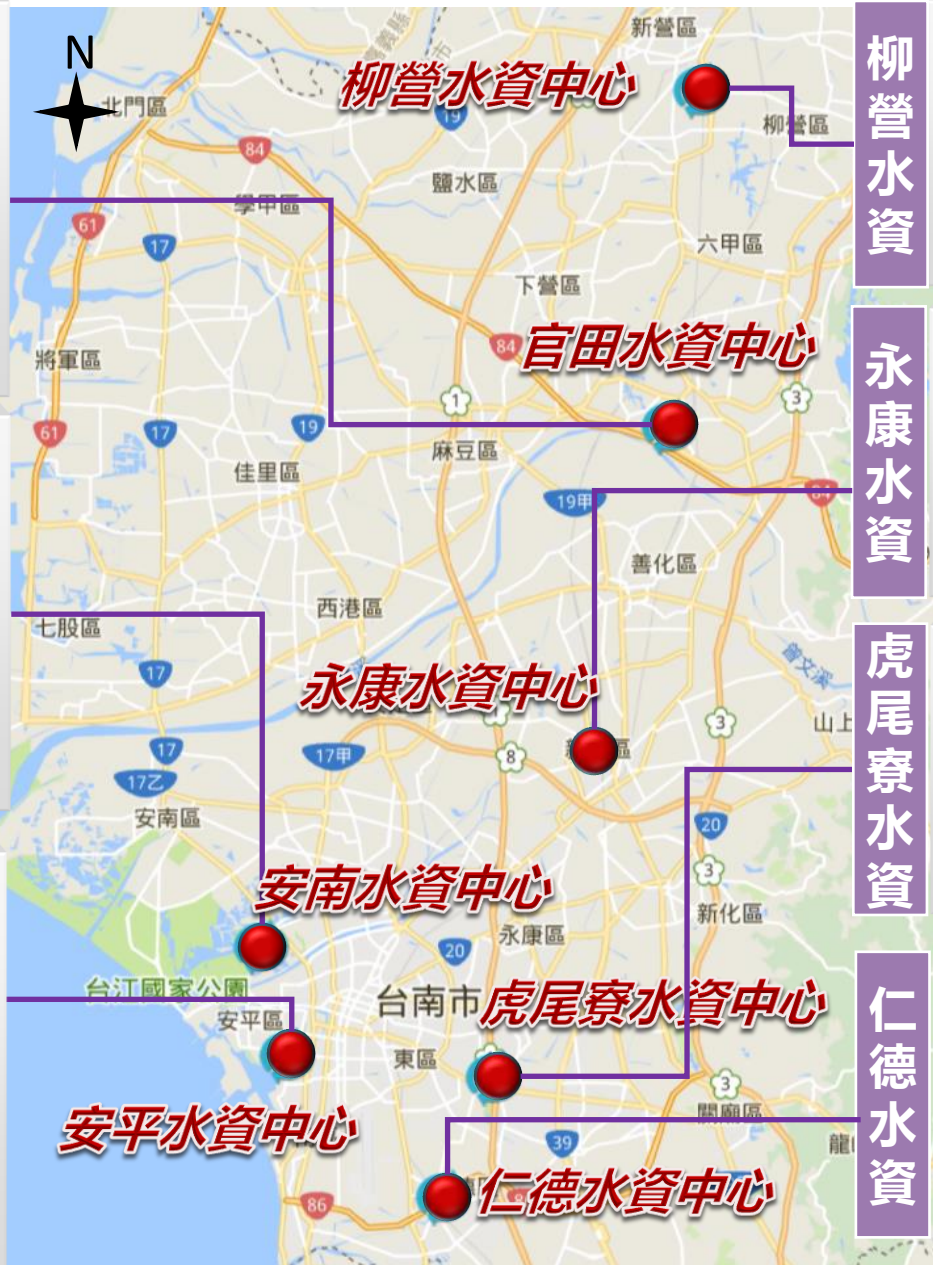 新營區
柳營水資中心
N
北門區
19
柳營區
柳營水資
84
鹽水區
學甲區
61
17
六甲區
下營區
官田水資中心
84
將軍區
永康水資
1
3
61
17
19
麻豆區
佳里區
84
19甲
善化區
西港區
七股區
虎尾寮水資
17
永康水資中心
曾文溪
3
山上
17
17甲
8
17乙
安南區
20
安南水資中心
3
新化區
永康區
20
仁德水資
台江國家公園
台南市
虎尾寮水資中心
安平區
東區
3
關廟區
安平水資中心
39
龍
仁德水資中心
86